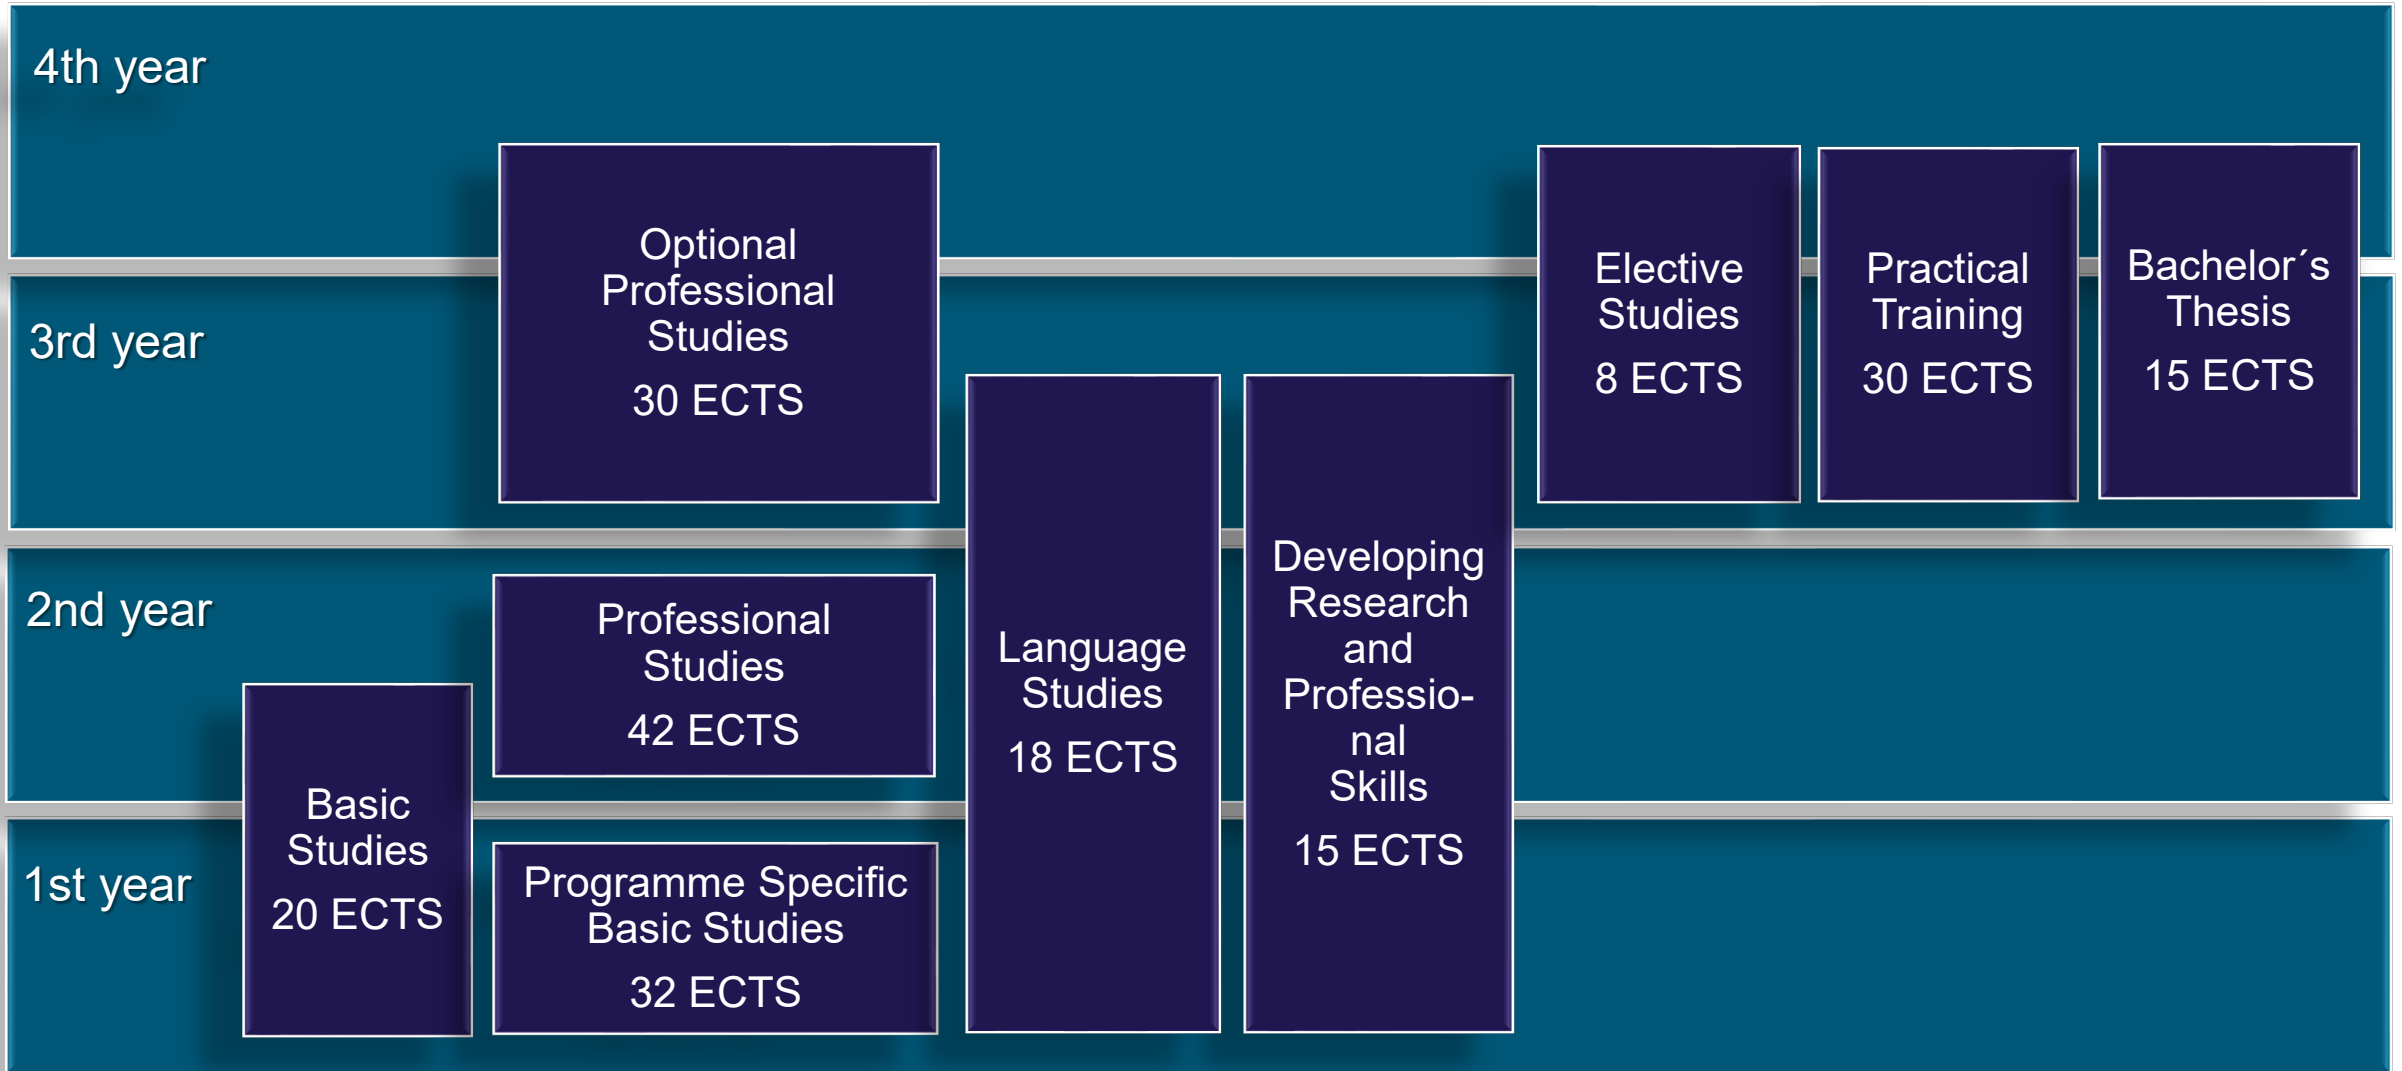 4th year
Optional
Professional
Studies
30 ECTS
Elective
Studies
8 ECTS
Practical
Training
30 ECTS
Bachelor´s
Thesis
15 ECTS
3rd year
2nd year
Professional
Studies
42 ECTS
Language
Studies
18 ECTS
Developing
Research
and
Professio-
nal
Skills
15 ECTS
Basic
Studies
20 ECTS
1st year
Programme Specific
Basic Studies
32 ECTS